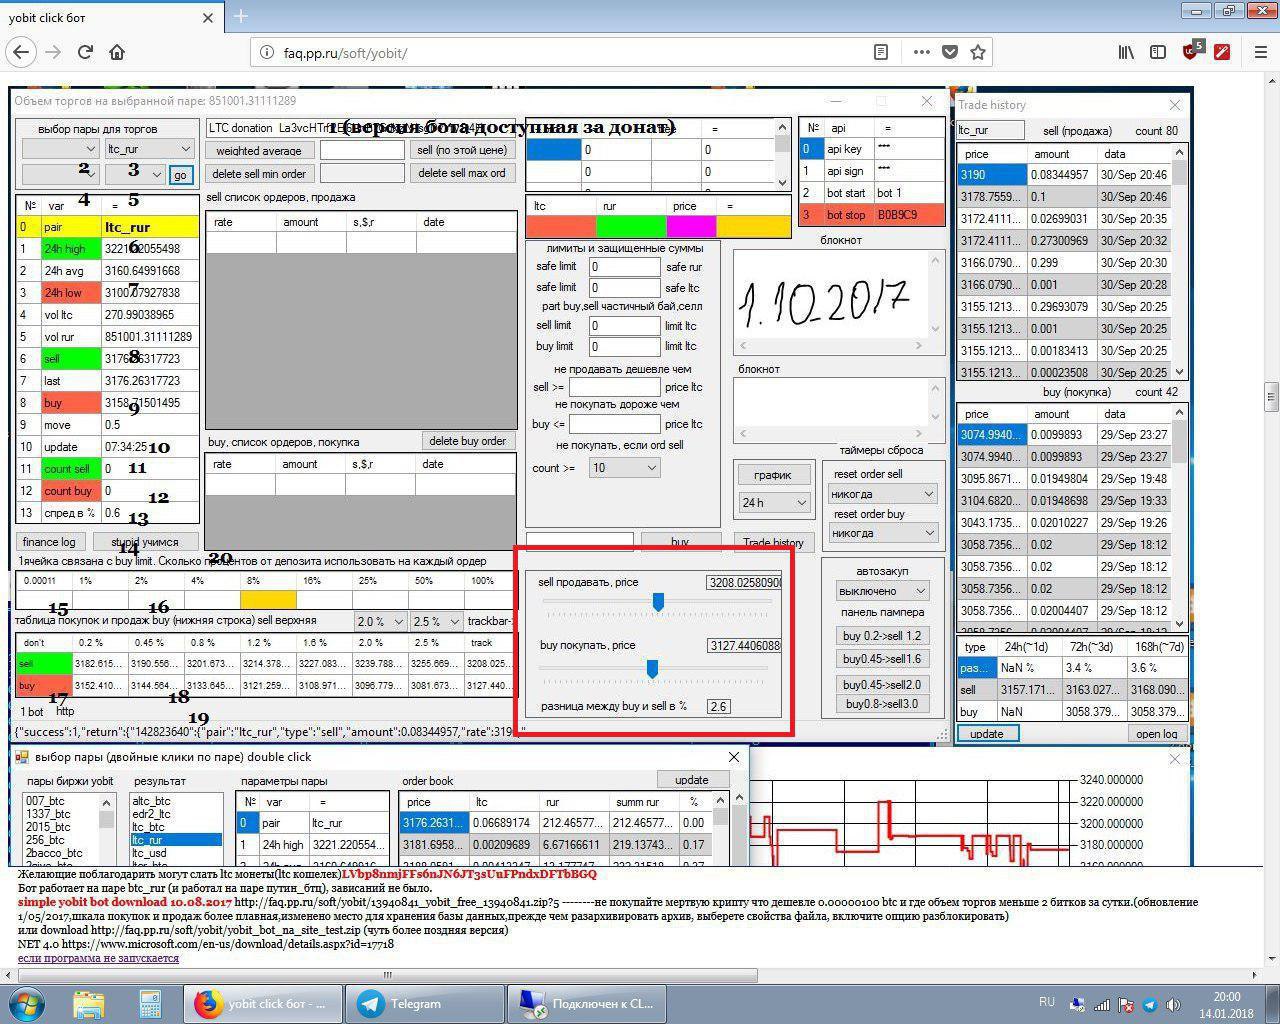 yobit click бот
faq.pp.ru/soft/yobit/
5
Объем торгов на выбранной паре: 851001.31111289
1 (версия бота доступная за донат)
выбор пары для торгов
LTC donation
ltc_rur
weighted average
sell (по этой цене)
go
delete sell min order
delete sell max ord
2 3
4 5
№ var =
0 pair ltc_rur
1 24h high
2 24h avg 3160.64991668
3 24h low
4 vol ltc 270.99038965
5 vol rur 851001.31111289
6 sell 3176.26317723
7 last 3176.26317723
8 buy 3158.71501495
9 move 0.5
10 update 07:34:25
11 count sell 0
12 count buy 0
13 спред в % 0.6
6
7
8
9
10
11
12
13
14
finance log stupid учимся
sell список ордеров, продажа
rate amount s,$,r date
buy, список ордеров, покупка
delete buy order
rate amount s,$,r date
20
=
0 0
0 0
0 0
ltc rur price =
лимиты и защищенные суммы
safe limit 0 safe rur
safe limit 0 safe ltc
part buy,sell частичный бай,селл
sell limit 0 limit ltc
buy limit 0 limit ltc
не продавать дешевле чем
sell >= price ltc
не покупать дороже чем
buy <= price ltc
не покупать, если ord sell
count >= 10
buy
№ api =
0 api key ***
1 api sign ***
2 bot start bot 1
3 bot stop B0B9C9
блокнот
1.10.2017
блокнот
график
24 h
Trade history
таймеры сброса
reset order sell
никогда
reset order buy
никогда
1ячейка связана с buy limit. Сколько процентов от депозита использовать на каждый ордер
0.00011 1% 2% 4% 8% 16% 25% 50% 100%
15 16
таблица покупок и продаж buy (нижняя строка) sell верхняя 2.0 % 2.5 %
don't 0.2 % 0.45 % 0.8 % 1.2 % 1.6 % 2.0 % 2.5 % track
sell 3182.615... 3190.556... 3201.673... 3214.378... 3227.083... 3239.788... 3255.669... 3208.025...
buy 3152.410... 3144.564... 3133.645... 3121.259... 3108.971... 3096.779... 3081.673... 3127.440...
17 18
19
1 bot http
{"success":1,"return":{"142823640":{"pair":"ltc_rur","type":"sell","amount":0.08344957,"rate":319
sell продавать, price 3208.0258090
buy покупать, price 3127.4406088
разница между buy и sell в % 2.6
автозакуп
выключено
панель пампера
buy 0.2->sell 1.2
buy0.45->sell1.6
buy0.45->sell2.0
buy0.8->sell3.0
Trade history
ltc_rur sell (продажа) count 80
price amount data
3190 0.08344957 30/Sep 20:46
3178.7559... 0.1 30/Sep 20:46
3172.4111... 0.02699031 30/Sep 20:35
3172.4111... 0.27300969 30/Sep 20:32
3166.0790... 0.299 30/Sep 20:30
3166.0790... 0.001 30/Sep 20:28
3155.1213... 0.29693079 30/Sep 20:25
3155.1213... 0.001 30/Sep 20:25
3155.1213... 0.00183413 30/Sep 20:25
3155.1213... 0.00023508 30/Sep 20:25
buy (покупка) count 42
price amount data
3074.9940... 0.0099893 29/Sep 23:27
3074.9940... 0.0099893 29/Sep 23:27
3095.8671... 0.01949804 29/Sep 19:48
3104.6820... 0.01948698 29/Sep 19:33
3043.1735... 0.02010227 29/Sep 19:26
3058.7356... 0.02 29/Sep 18:12
3058.7356... 0.02 29/Sep 18:12
3058.7356... 0.02 29/Sep 18:12
3058.7356... 0.02004407 29/Sep 18:12
type 24h(~1d) 72h(~3d) 168h(~7d)
pas... NaN % 3.4 % 3.6 %
sell 3157.171... 3163.027... 3168.090...
buy NaN 3058.379... 3058.379...
update open log
выбор пары (двойные клики по паре) double click
пары биржи yobit результат параметры пары order book update
007_btc
1337_btc
2015_btc
256_btc
2bacco_btc
altc_btc
edr2_ltc
ltc_btc
ltc_rur
ltc_usd
№ var =
0 pair ltc_rur
1 24h high 3221.220554...
price ltc rur summ rur %
3176.2631... 0.06689174 212.46577... 212.46577... 0.00
3181.6958... 0.00209689 6.67166611 219.13743... 0.17
3240.000000
3220.000000
3200.000000
3180.000000
Желающие поблагодарить могут слать ltc монеты(ltc кошелек)LVbp8nmjFFs6nJN6JT3sUuFPndxDFTbBGQ
Бот работает на паре btc_rur (и работал на паре путин_бтц), зависаний не было.
simple yobit bot download 10.08.2017 http://faq.pp.ru/soft/yobit/13940841_yobit_free_13940841.zip?5 --------не покупайте мертвую крипту что дешевле 0.00000100 btc и где объем торгов меньше 2 битков за сутки.(обновление
1/05/2017,шкала покупок и продаж более плавная,изменено место для хранения базы данных,прежде чем разархивировать архив, выберете свойства файла, включите опцию разблокировать)
или download http://faq.pp.ru/soft/yobit/yobit_bot_na_site_test.zip (чуть более поздняя версия)
NET 4.0 https://www.microsoft.com/en-us/download/details.aspx?id=17718
если программа не запускается
yobit click бот - ...
Telegram
Подключен к CL...
RU
20:00
14.01.2018